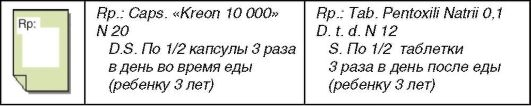 Rp:
Rp.: Caps. «Kreon 10 000»
N 20
D.S. По 1/2 капсулы 3 раза
в день во время еды
(ребенку 3 лет)
Rp.: Tab. Pentoxili Natrii 0,1
D. t. d. N 12
S. По 1/2 таблетки
3 раза в день после еды
(ребенку 3 лет)